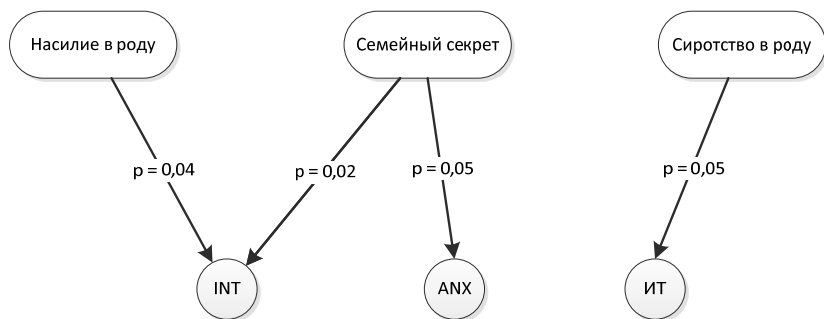 Насилие в роду
Семейный секрет
Сиротство в роду
p = 0,04
p = 0,02
p = 0,05
p = 0,05
INT
ANX
ИТ